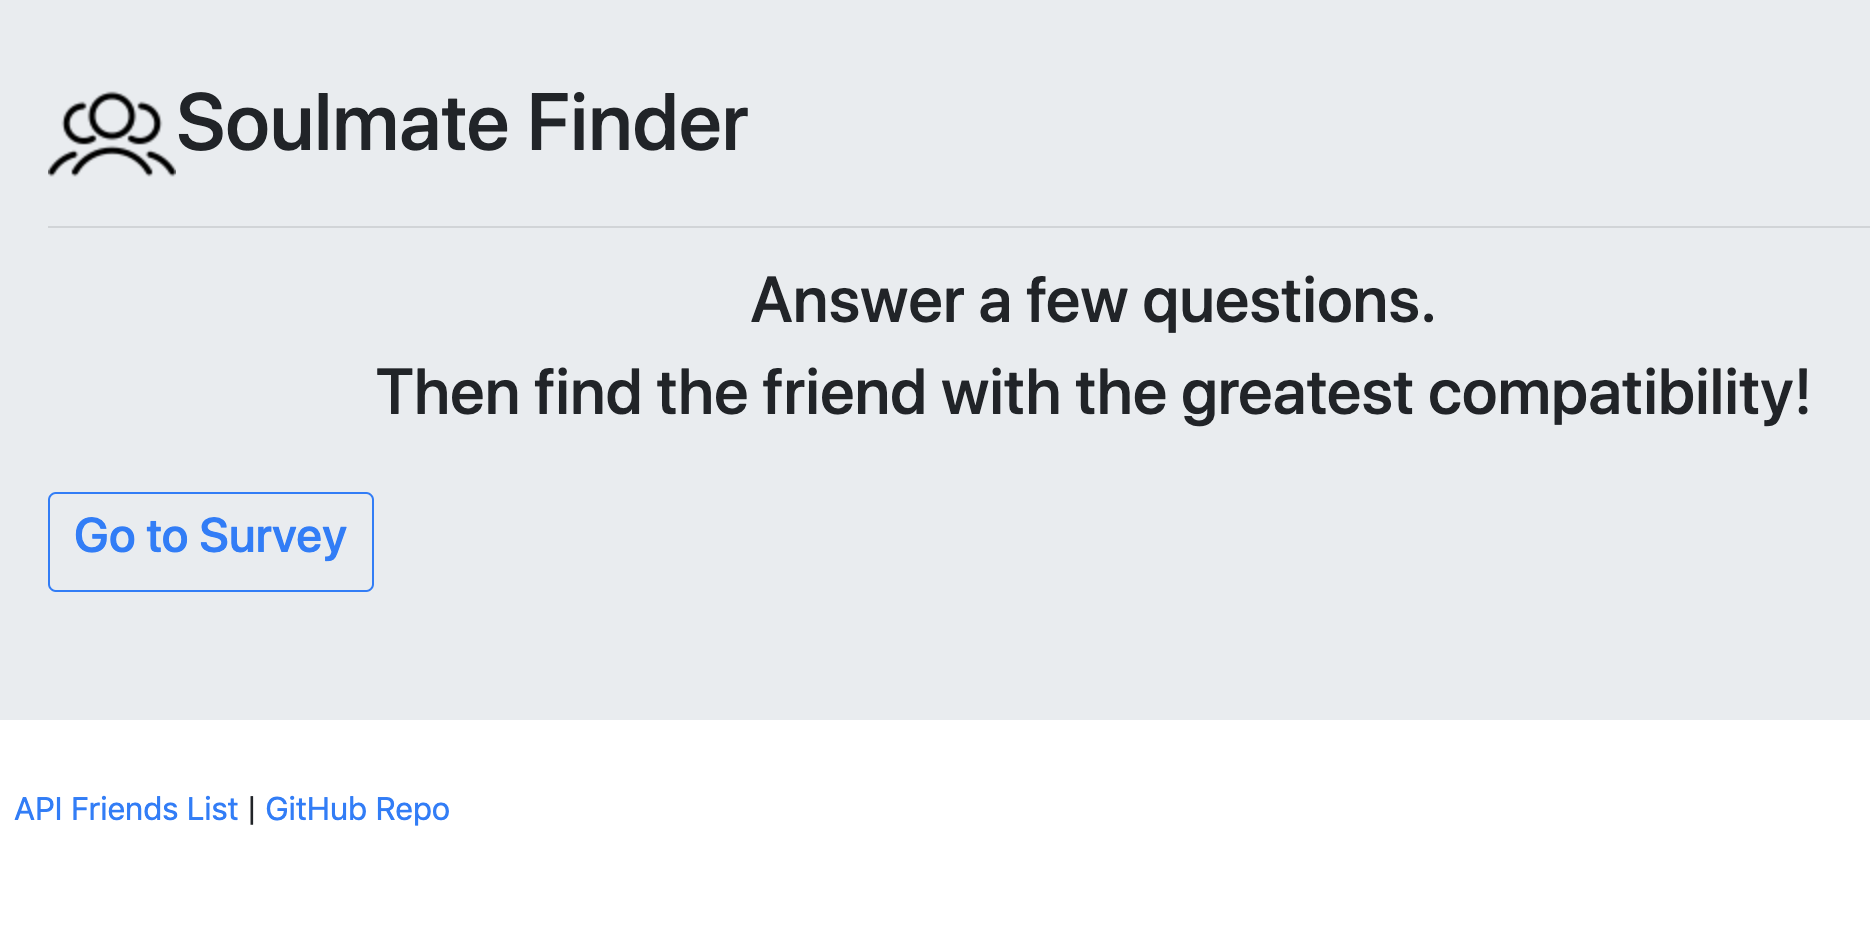 Soulmate Finder
Answer a few questions.
Then find the friend with the greatest compatibility!
Go to Survey
API Friends List | GitHub Repo